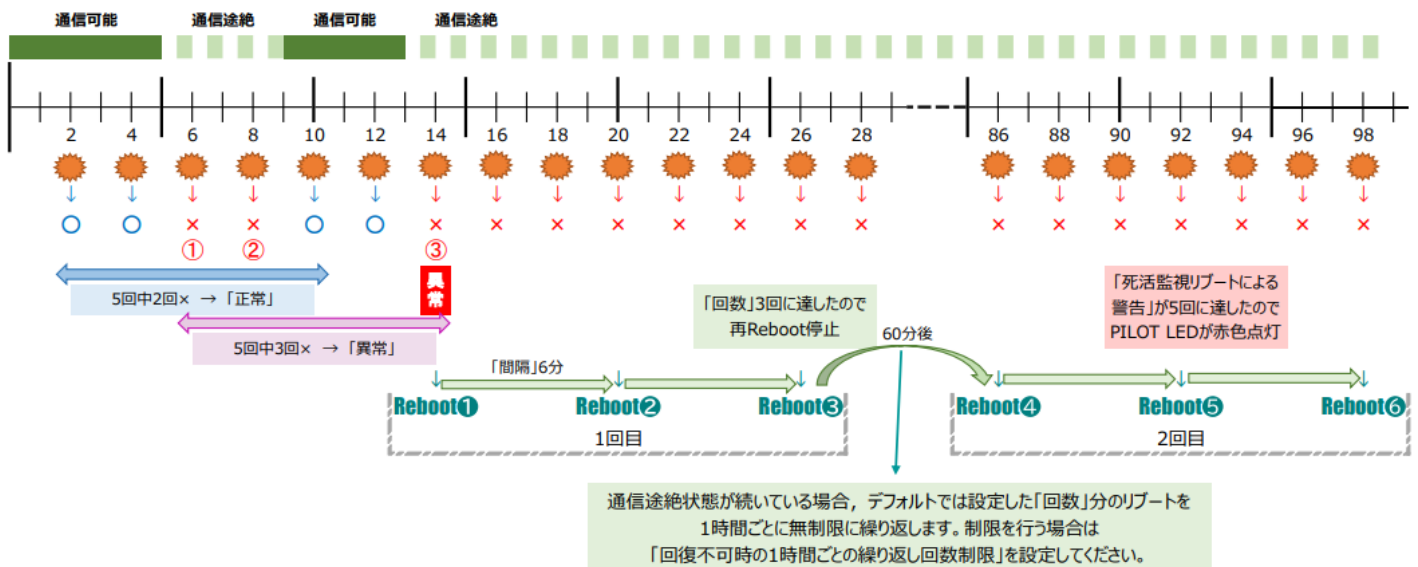 通信可能 通信途絶 通信可能 通信途絶
2 4 6 8 10 12 14 16 18 20 22 24 26 28 86 88 90 92 94 96 98
○ ○ × × ○ ○ × × × × × × × × × × × × × × ×
① ② ③
異常
5回中2回× → 「正常」
5回中3回× → 「異常」
「回数」3回に達したので
再Reboot停止
60分後
「死活監視リブートによる
警告」が5回に達したので
PILOT LEDが赤色点灯
「間隔」6分
Reboot❶ Reboot❷ Reboot❸ Reboot❹ Reboot❺ Reboot❻
1回目 2回目
通信途絶状態が続いている場合，デフォルトでは設定した「回数」分のリブートを
1時間ごとに無制限に繰り返します。制限を行う場合は
「回復不可時の1時間ごとの繰り返し回数制限」を設定してください。